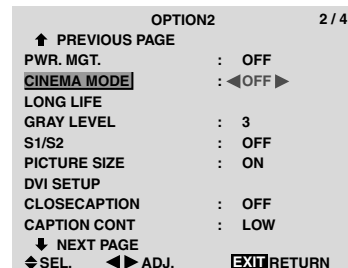 OPTION2 2 / 4
PREVIOUS PAGE
PWR. MGT. : OFF
CINEMA MODE : OFF
LONG LIFE
GRAY LEVEL : 3
S1/S2 : OFF
PICTURE SIZE : ON
DVI SETUP
CLOSECAPTION : OFF
CAPTION CONT : LOW
NEXT PAGE
SEL. ADJ. EXIT RETURN